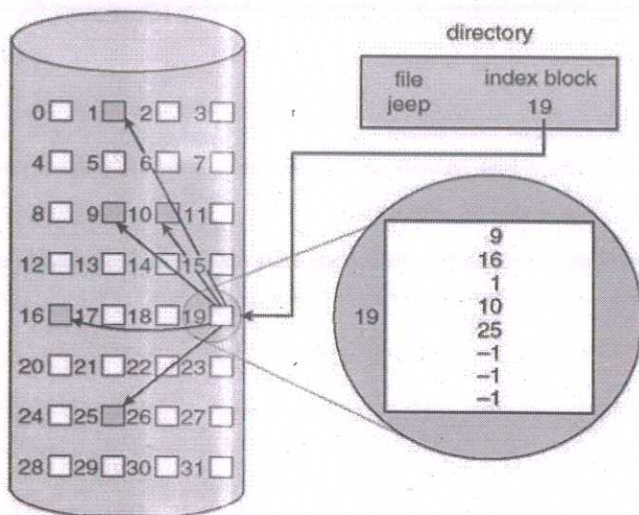 directory
file index block
jeep 19
0 1 2 3
4 5 6 7
8 9 10 11
12 13 14 15
16 17 18 19
20 21 22 23
24 25 26 27
28 29 30 31
19
9
16
1
10
25
–1
–1
–1